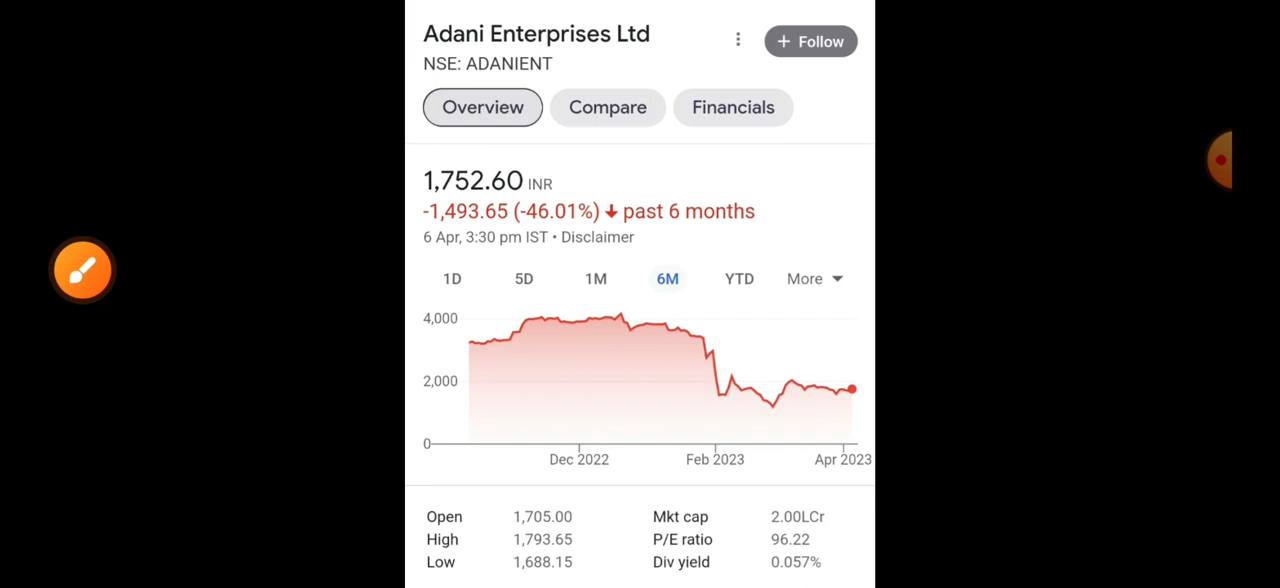 Adani Enterprises Ltd
+ Follow
NSE: ADANIENT
Overview Compare Financials
1,752.60 INR
-1,493.65 (-46.01%) ↓ past 6 months
6 Apr, 3:30 pm IST • Disclaimer
1D 5D 1M 6M YTD More
4,000
2,000
0
Dec 2022 Feb 2023 Apr 2023
Open 1,705.00 Mkt cap 2.00LCr
High 1,793.65 P/E ratio 96.22
Low 1,688.15 Div yield 0.057%